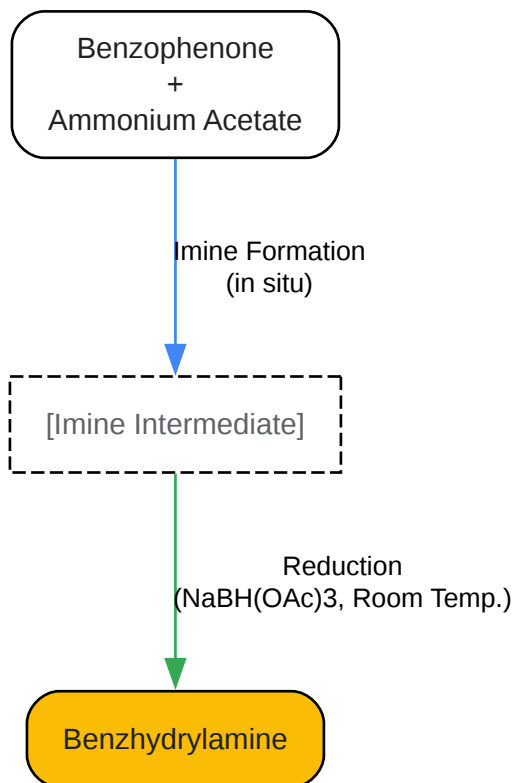 Benzophenone
+
Ammonium Acetate
Imine Formation
(in situ)
[Imine Intermediate]
Reduction
(NaBH(OAc)3, Room Temp.)
Benzhydrylamine